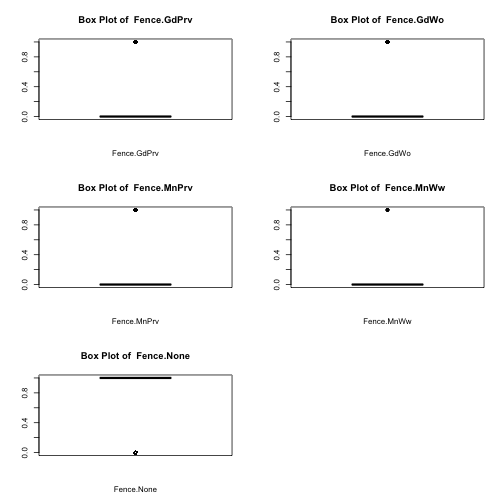 Box Plot of Fence.GdPrv
0.0 0.4 0.8
Fence.GdPrv
Box Plot of Fence.GdWo
0.0 0.4 0.8
Fence.GdWo
Box Plot of Fence.MnPrv
0.0 0.4 0.8
Fence.MnPrv
Box Plot of Fence.MnWw
0.0 0.4 0.8
Fence.MnWw
Box Plot of Fence.None
0.0 0.4 0.8
Fence.None